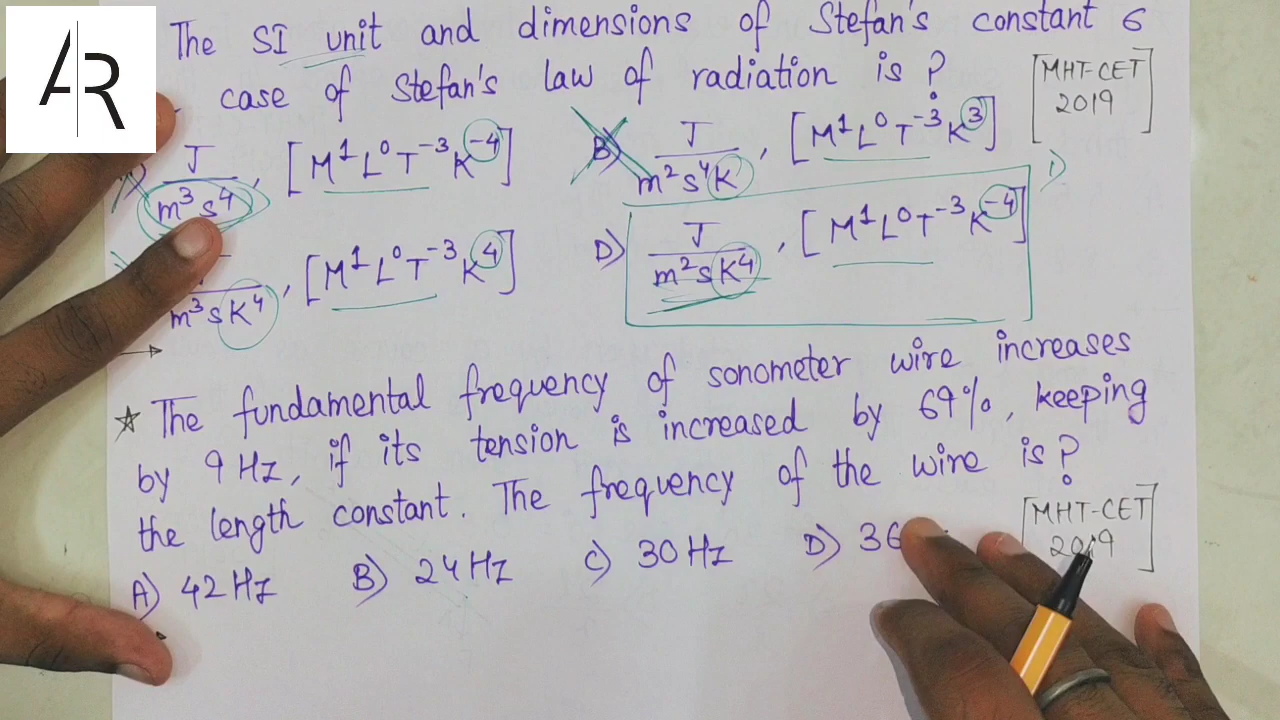 AR
The SI unit and dimensions of Stefan's constant 6
case of Stefan's law of radiation is?
[MHT-CET 2019]
J/m³s⁴, [M¹L⁰T⁻³K⁻⁴]
B) J/m²s⁴K, [M¹L⁰T⁻³K³]
m³sK⁴, [M¹L⁰T⁻³K⁴]
D) J/m²sK⁴, [M¹L⁰T⁻³K⁻⁴]
D
☆ The fundamental frequency of sonometer wire increases
by 9 Hz, if its tension is increased by 69%, keeping
the length constant. The frequency of the wire is?
[MHT-CET 2019]
A) 42 Hz B) 24 Hz C) 30 Hz D) 36